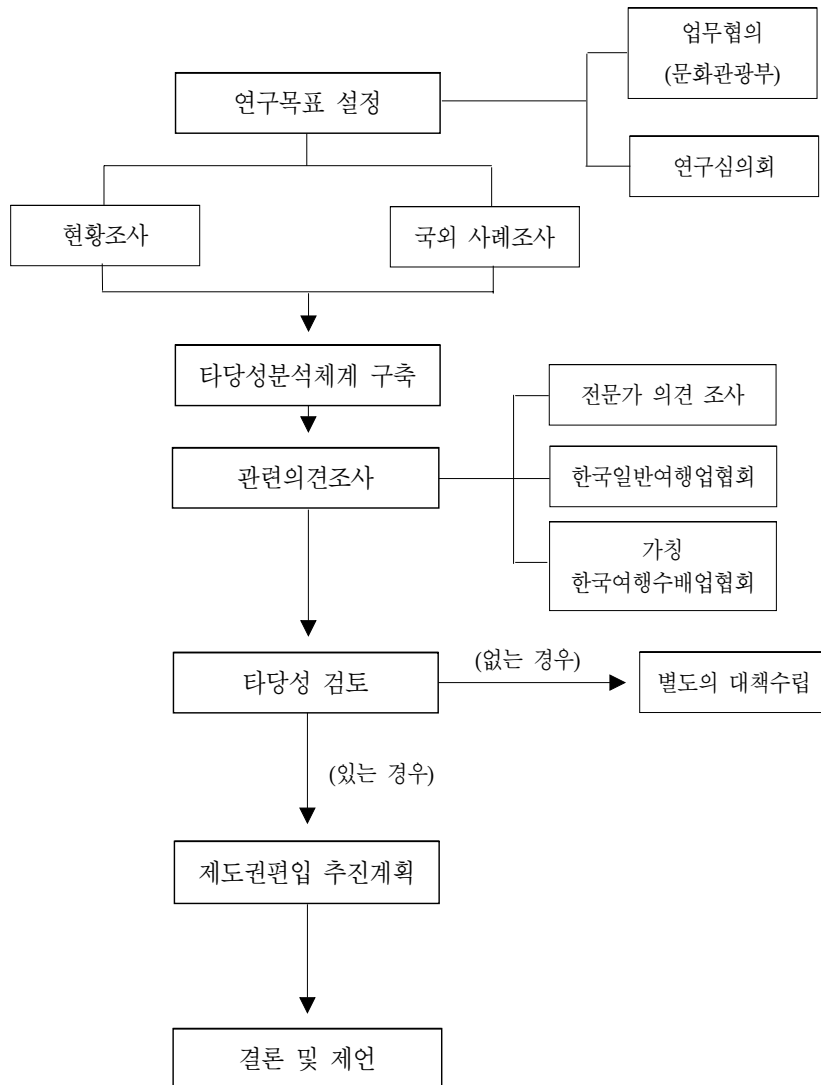 업무협의
(문화관광부)
연구목표 설정
연구심의회
현황조사
국외 사례조사
타당성분석체계 구축
전문가 의견 조사
관련의견조사
한국일반여행업협회
가칭
한국여행수배업협회
타당성 검토
(없는 경우)
별도의 대책수립
(있는 경우)
제도권편입 추진계획
결론 및 제언